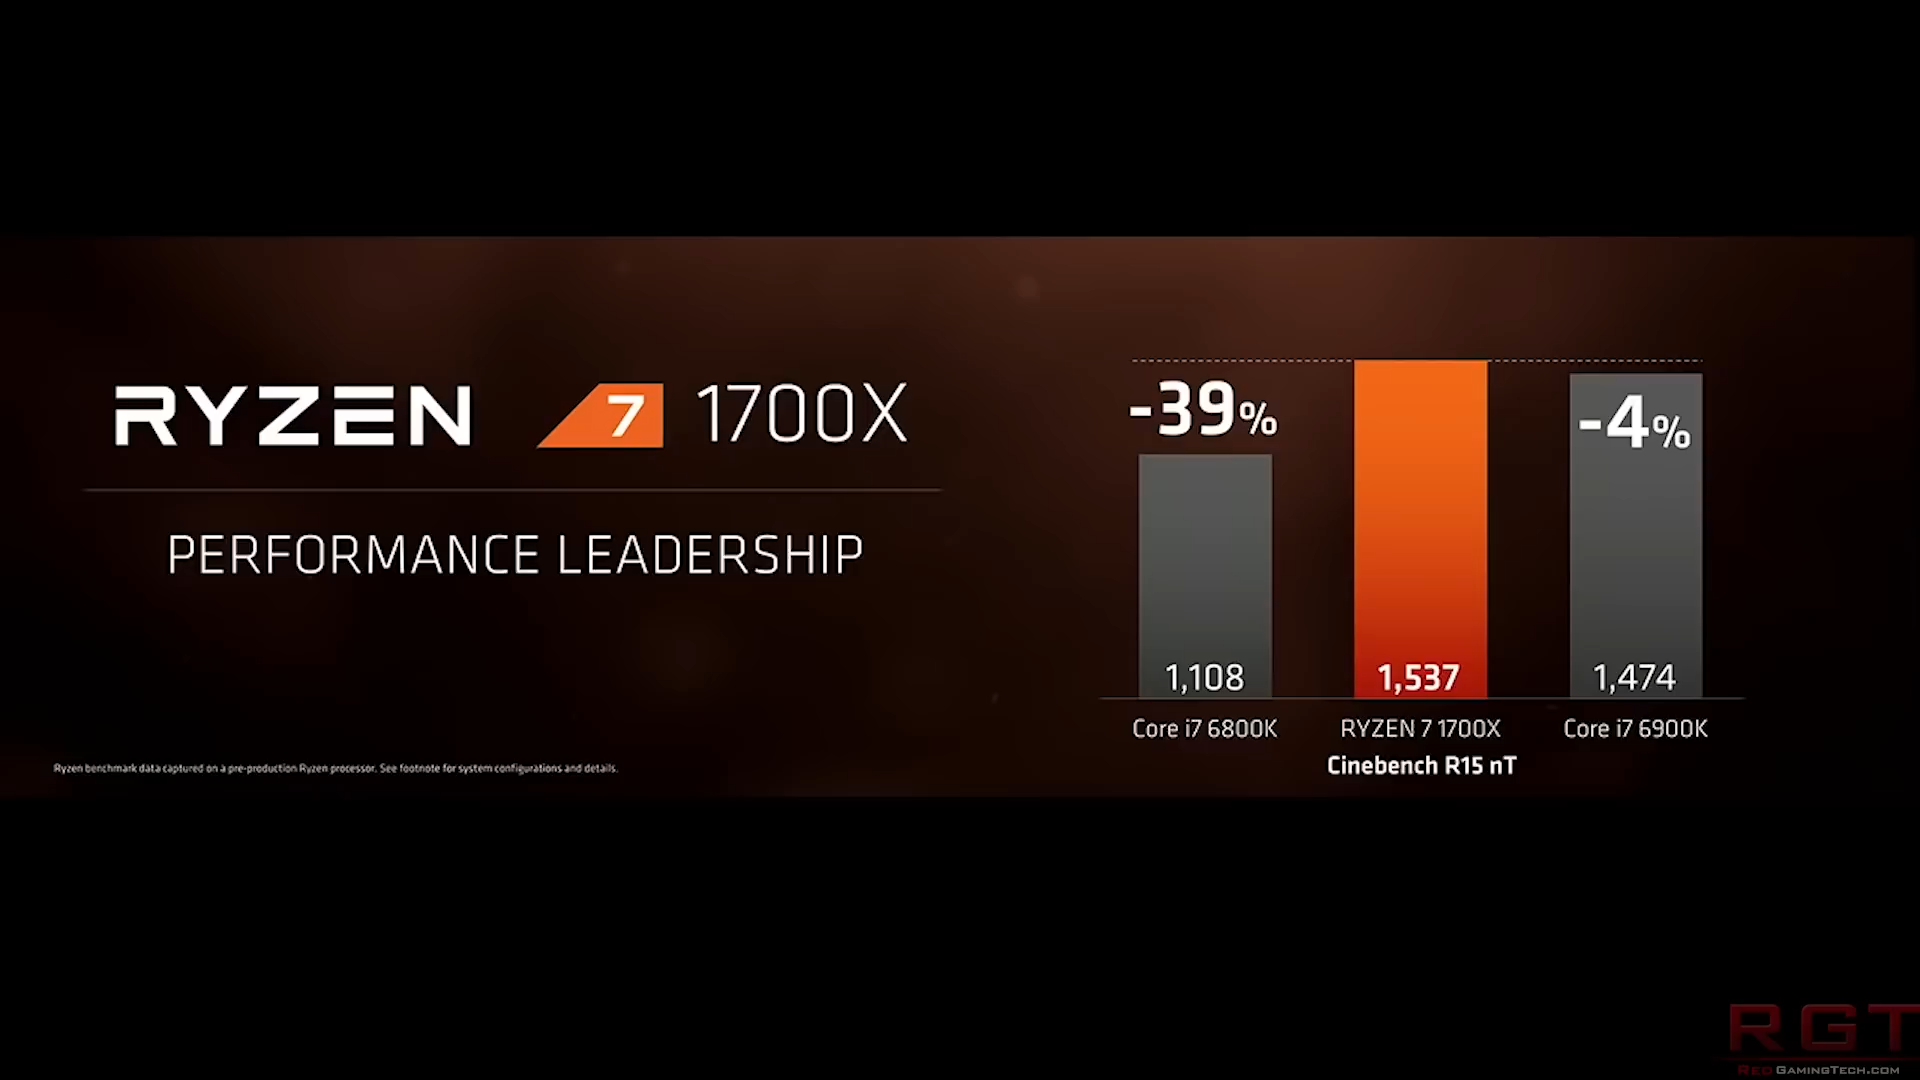 RYZEN 7 1700X
PERFORMANCE LEADERSHIP
Ryzen benchmark data captured on a pre-production Ryzen processor. See footnote for system configurations and details.
-39%
-4%
1,108
1,537
1,474
Core i7 6800K
RYZEN 7 1700X
Core i7 6900K
Cinebench R15 nT
RGT
RedGamingTech.com